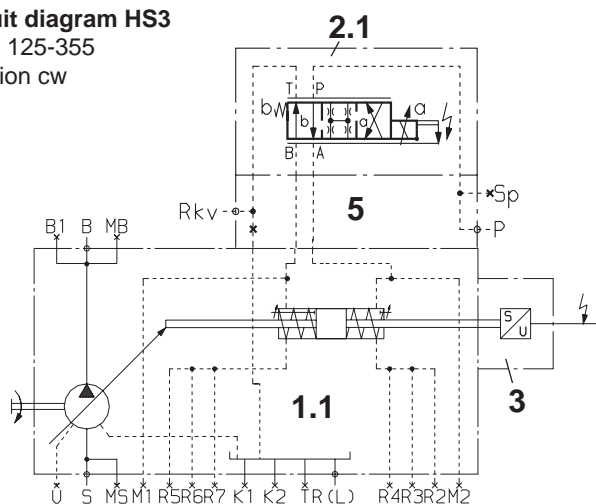 uit diagram HS3
125-355
ion cw
2.1
T P
b b a a
B A
Rkv
5
Sp
P
B1 B MB
S
U
3
1.1
U S MS M1 R5 R6 R7 K1 K2 T R(L) R4 R3 R2 M2